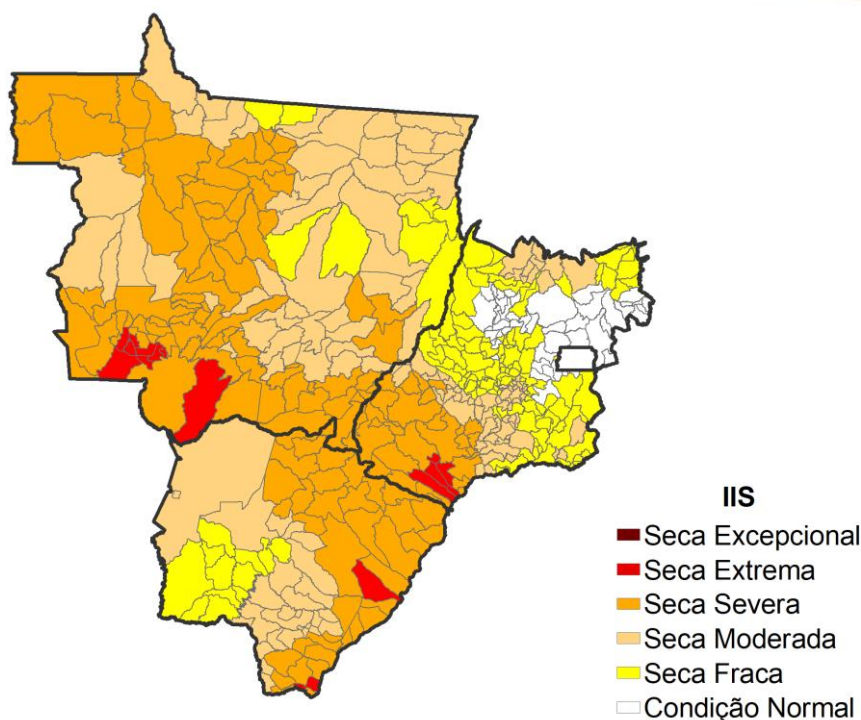 IIS
Seca Excepcional
Seca Extrema
Seca Severa
Seca Moderada
Seca Fraca
Condição Normal